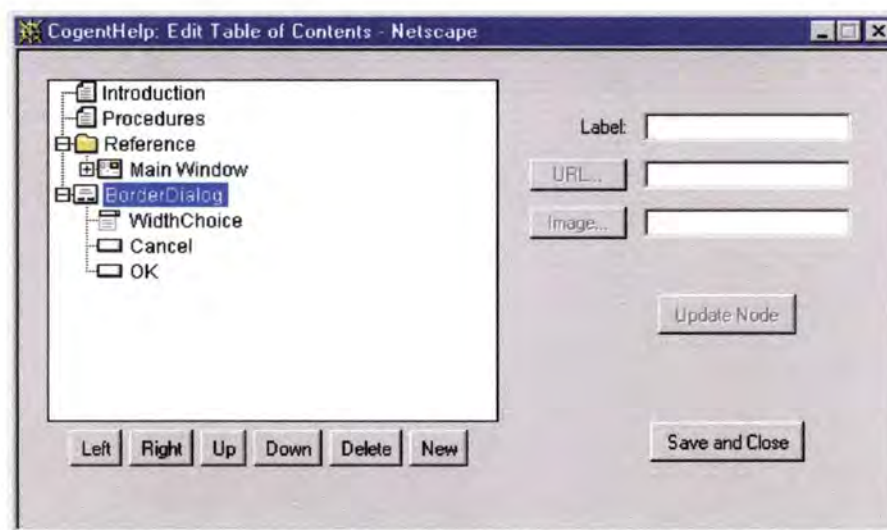 CogentHelp: Edit Table of Contents - Netscape
Introduction
Procedures
Reference
Main Window
BorderDialog
WidthChoice
Cancel
OK
Label:
URL...
Image...
Update Node
Save and Close
Left Right Up Down Delete New